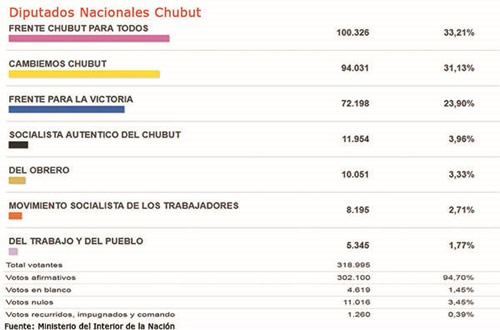 Diputados Nacionales Chubut
FRENTE CHUBUT PARA TODOS 100.326 33,21%
CAMBIEMOS CHUBUT 94.031 31,13%
FRENTE PARA LA VICTORIA 72.198 23,90%
SOCIALISTA AUTENTICO DEL CHUBUT 11.954 3,96%
DEL OBRERO 10.051 3,33%
MOVIMIENTO SOCIALISTA DE LOS TRABAJADORES 8.195 2,71%
DEL TRABAJO Y DEL PUEBLO 5.345 1,77%
Total votantes 318.995
Votos afirmativos 302.100 94,70%
Votos en blanco 4.619 1,45%
Votos nulos 11.016 3,45%
Votos recurridos, impugnados y comando 1.260 0,39%
Fuente: Ministerio del Interior de la Nación